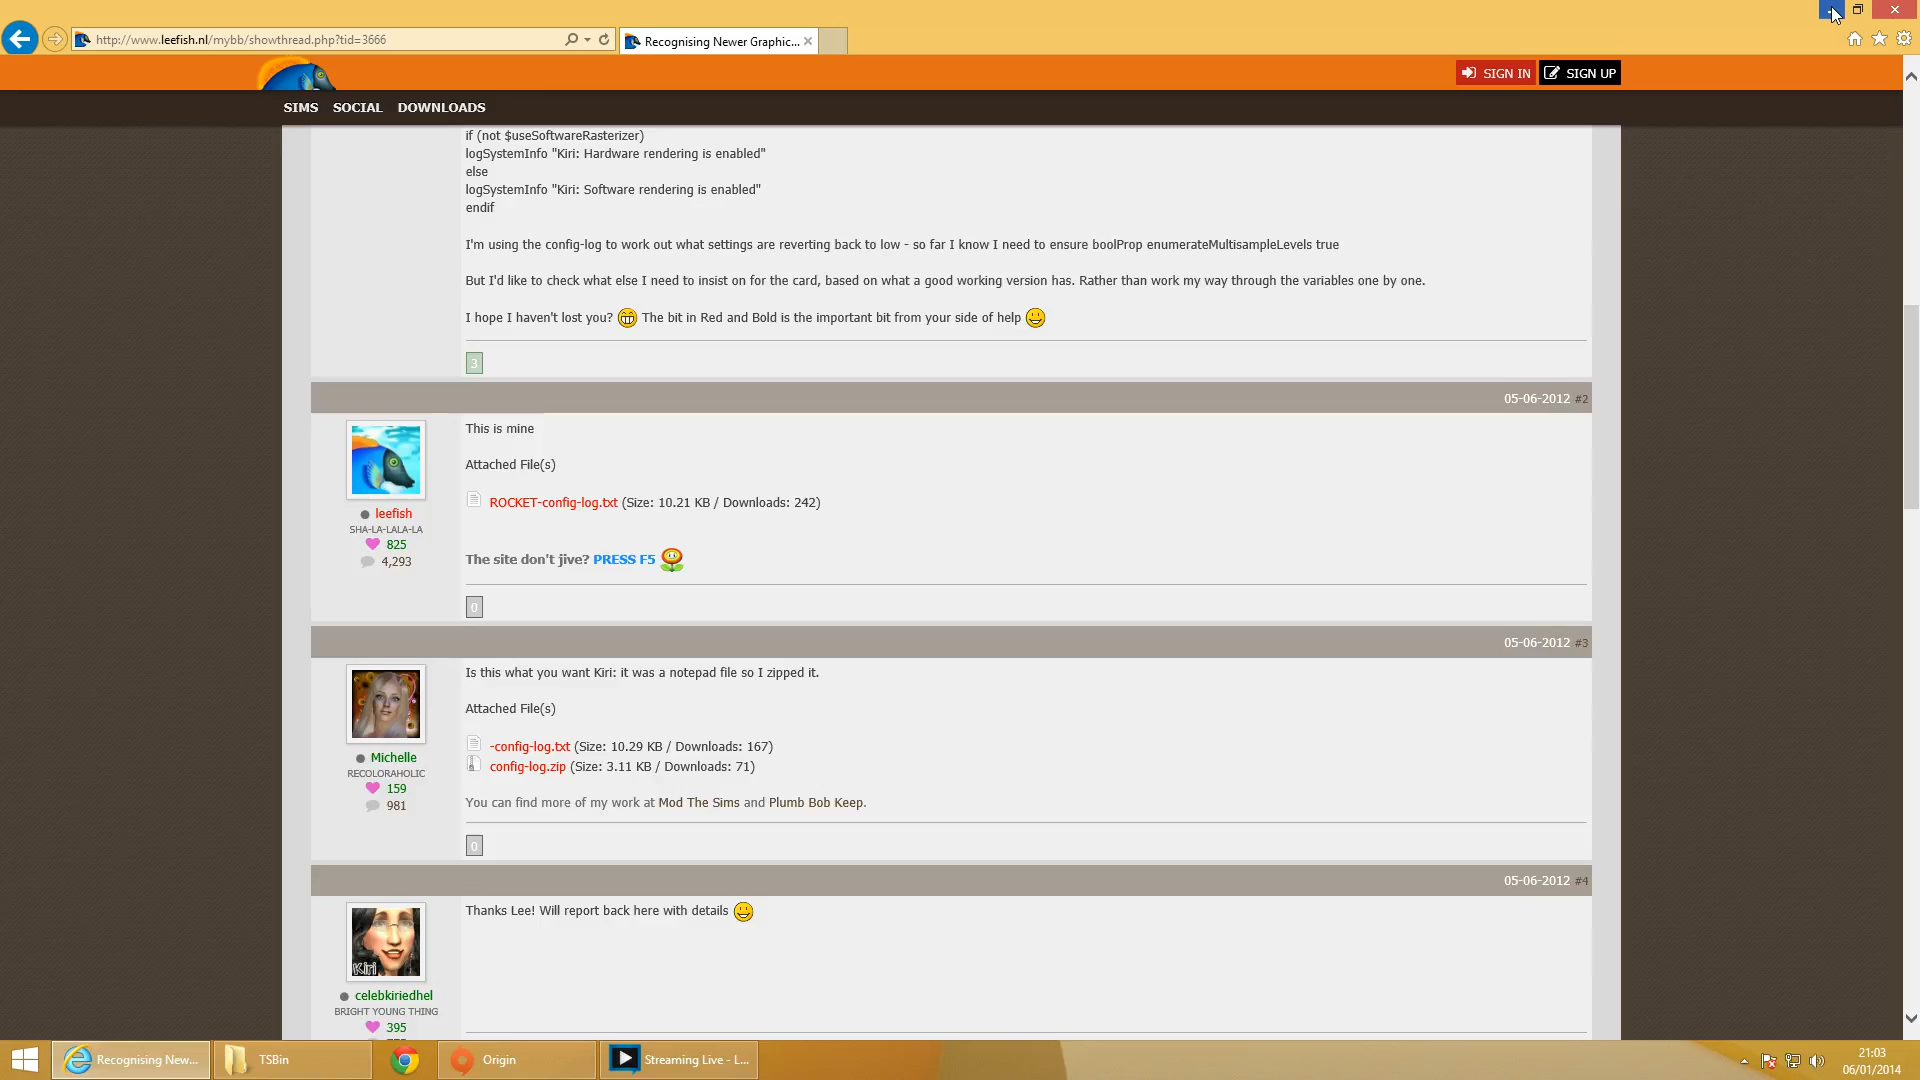 http://www.leefish.nl/mybb/showthread.php?tid=3666
Recognising Newer Graphic...
SIGN IN
SIGN UP
SIMS
SOCIAL
DOWNLOADS
if (not $useSoftwareRasterizer)
logSystemInfo "Kiri: Hardware rendering is enabled"
else
logSystemInfo "Kiri: Software rendering is enabled"
endif
I'm using the config-log to work out what settings are reverting back to low - so far I know I need to ensure boolProp enumerateMultisampleLevels true
But I'd like to check what else I need to insist on for the card, based on what a good working version has. Rather than work my way through the variables one by one.
I hope I haven't lost you? The bit in Red and Bold is the important bit from your side of help
3
05-06-2012 #2
leefish
SHA-LA-LALA-LA
825
4,293
This is mine
Attached File(s)
ROCKET-config-log.txt (Size: 10.21 KB / Downloads: 242)
The site don't jive? PRESS F5
0
05-06-2012 #3
Michelle
RECOLORAHOLIC
159
981
Is this what you want Kiri: it was a notepad file so I zipped it.
Attached File(s)
-config-log.txt (Size: 10.29 KB / Downloads: 167)
config-log.zip (Size: 3.11 KB / Downloads: 71)
You can find more of my work at Mod The Sims and Plumb Bob Keep.
0
05-06-2012 #4
Kiri
celebkiriedhel
BRIGHT YOUNG THING
395
Thanks Lee! Will report back here with details
Recognising New...
TSBin
Origin
Streaming Live - L...
21:03
06/01/2014